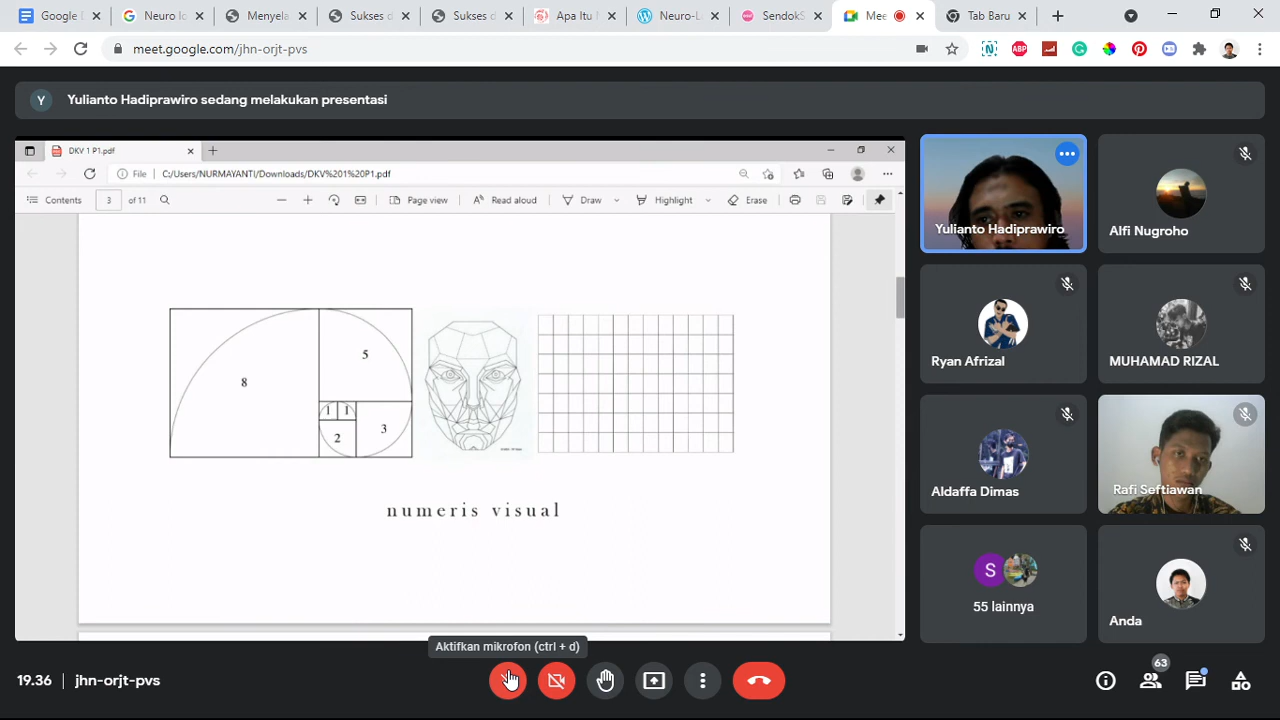 Google D
Neuro lc
Menyela
Sukses d
Sukses d
Apa Itu N
Neuro-La
SendokS
Mee
Tab Baru
meet.google.com/jhn-orjt-pvs
ABP
Y
Yulianto Hadiprawiro sedang melakukan presentasi
DKV 1 P1.pdf
File
C:/Users/NURMAYANTI/Downloads/DKV%201%20P1.pdf
Contents
3
of 11
Page view
Read aloud
Draw
Highlight
Erase
8
5
1
1
2
3
numeris visual
Yulianto Hadiprawiro
Alfi Nugroho
Ryan Afrizal
MUHAMAD RIZAL
Aldaffa Dimas
Rafi Seftiawan
S
55 lainnya
Anda
Aktifkan mikrofon (ctrl + d)
19.36
jhn-orjt-pvs
63